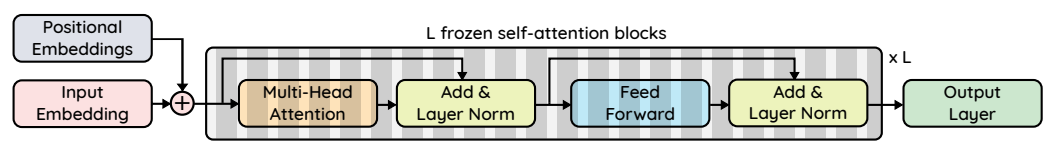 Positional
Embeddings
L frozen self-attention blocks
x L
Input
Embedding
+
Multi-Head
Attention
Add &
Layer Norm
Feed
Forward
Add &
Layer Norm
Output
Layer